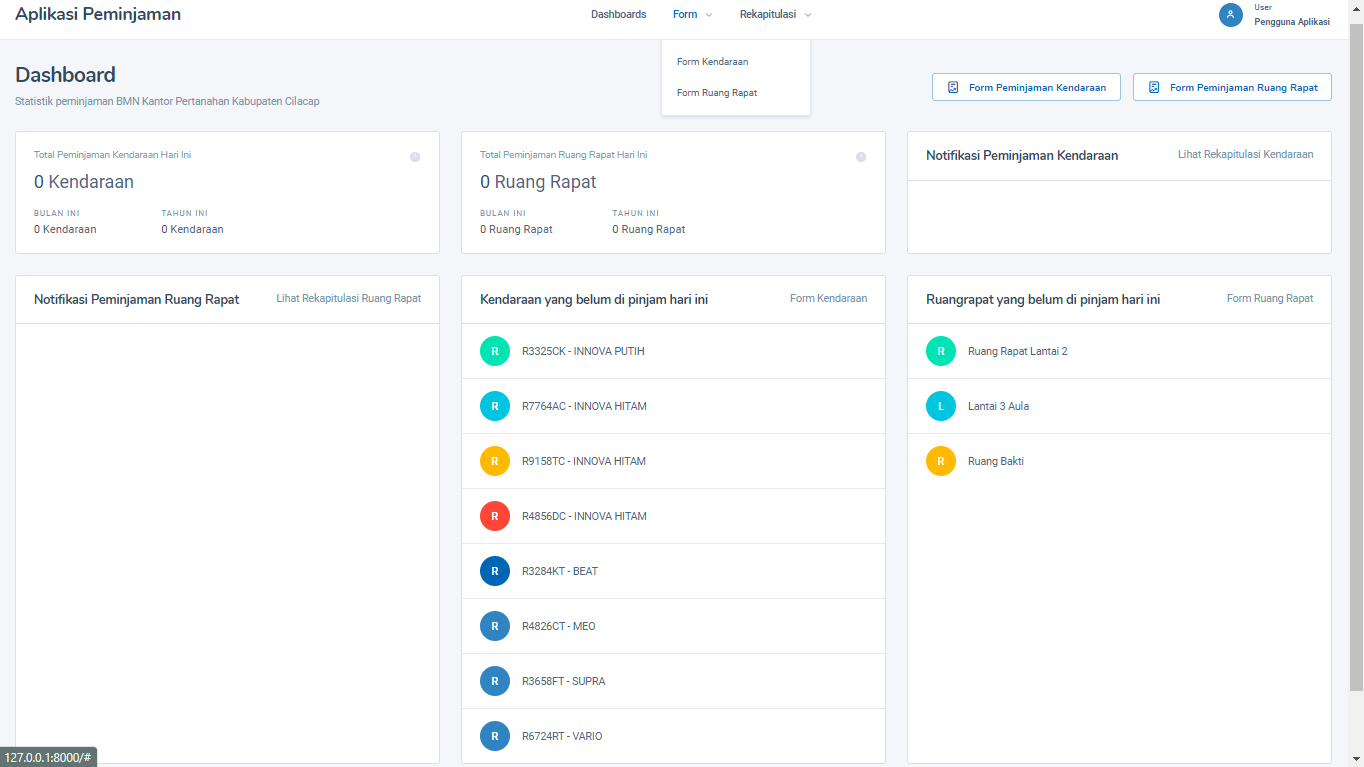 Aplikasi Peminjaman
Dashboards
Form
Rekapitulasi
User
Pengguna Aplikasi
Form Kendaraan
Form Ruang Rapat
Dashboard
Statistik peminjaman BMN Kantor Pertanahan Kabupaten Cilacap
Form Peminjaman Kendaraan
Form Peminjaman Ruang Rapat
Total Peminjaman Kendaraan Hari Ini
0 Kendaraan
BULAN INI
TAHUN INI
0 Kendaraan
0 Kendaraan
Total Peminjaman Ruang Rapat Hari Ini
0 Ruang Rapat
BULAN INI
TAHUN INI
0 Ruang Rapat
0 Ruang Rapat
Notifikasi Peminjaman Kendaraan
Lihat Rekapitulasi Kendaraan
Notifikasi Peminjaman Ruang Rapat
Lihat Rekapitulasi Ruang Rapat
Kendaraan yang belum di pinjam hari ini
Form Kendaraan
R
R3325CK - INNOVA PUTIH
R
R7764AC - INNOVA HITAM
R
R9158TC - INNOVA HITAM
R
R4856DC - INNOVA HITAM
R
R3284KT - BEAT
R
R4826CT - MEO
R
R3658FT - SUPRA
R
R6724RT - VARIO
Ruangrapat yang belum di pinjam hari ini
Form Ruang Rapat
R
Ruang Rapat Lantai 2
L
Lantai 3 Aula
R
Ruang Bakti
127.0.0.1:8000/#